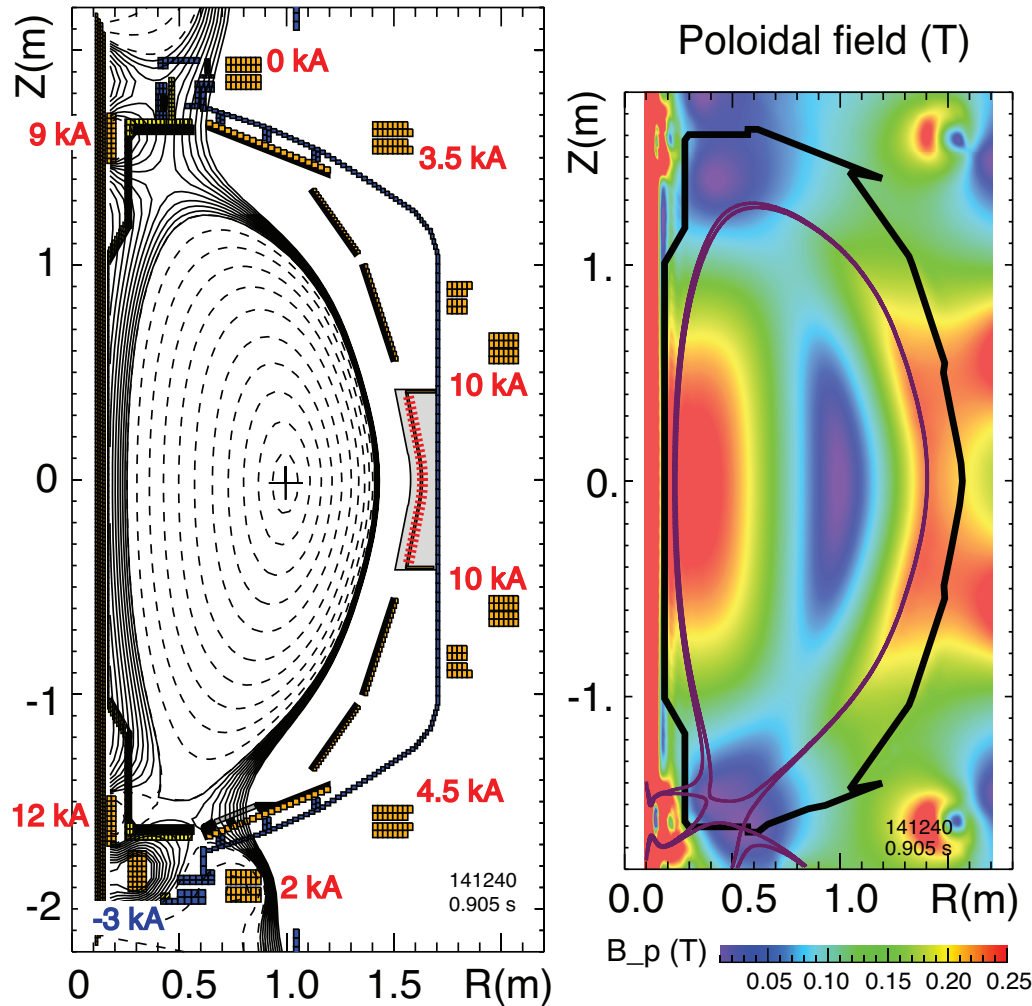 Z(m)
0 kA
9 kA
3.5 kA
1
10 kA
0
10 kA
-1
12 kA
4.5 kA
141240
0.905 s
-2
-3 kA
2 kA
0
0.5
1.0
1.5
R(m)
Poloidal field (T)
Z(m)
1.
0.
-1.
141240
0.905 s
0.0
0.5
1.0
R(m)
B_p (T)
0.05
0.10
0.15
0.20
0.25